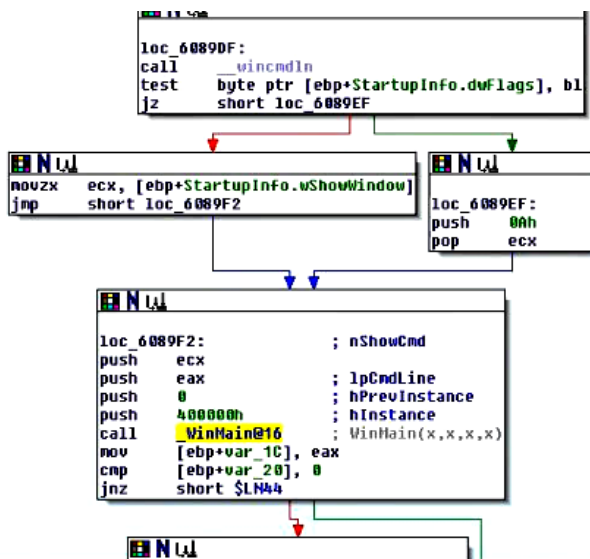 loc_6089DF:
call __wincmdln
test byte ptr [ebp+StartupInfo.dwFlags], bl
jz short loc_6089EF
movzx ecx, [ebp+StartupInfo.wShowWindow]
jmp short loc_6089F2
loc_6089EF:
push 0Ah
pop ecx
loc_6089F2: ; nShowCmd
push ecx
push eax ; lpCmdLine
push 0 ; hPrevInstance
push 400000h ; hInstance
call _WinMain@16 ; WinMain(x,x,x,x)
mov [ebp+var_1C], eax
cmp [ebp+var_20], 0
jnz short $LN44